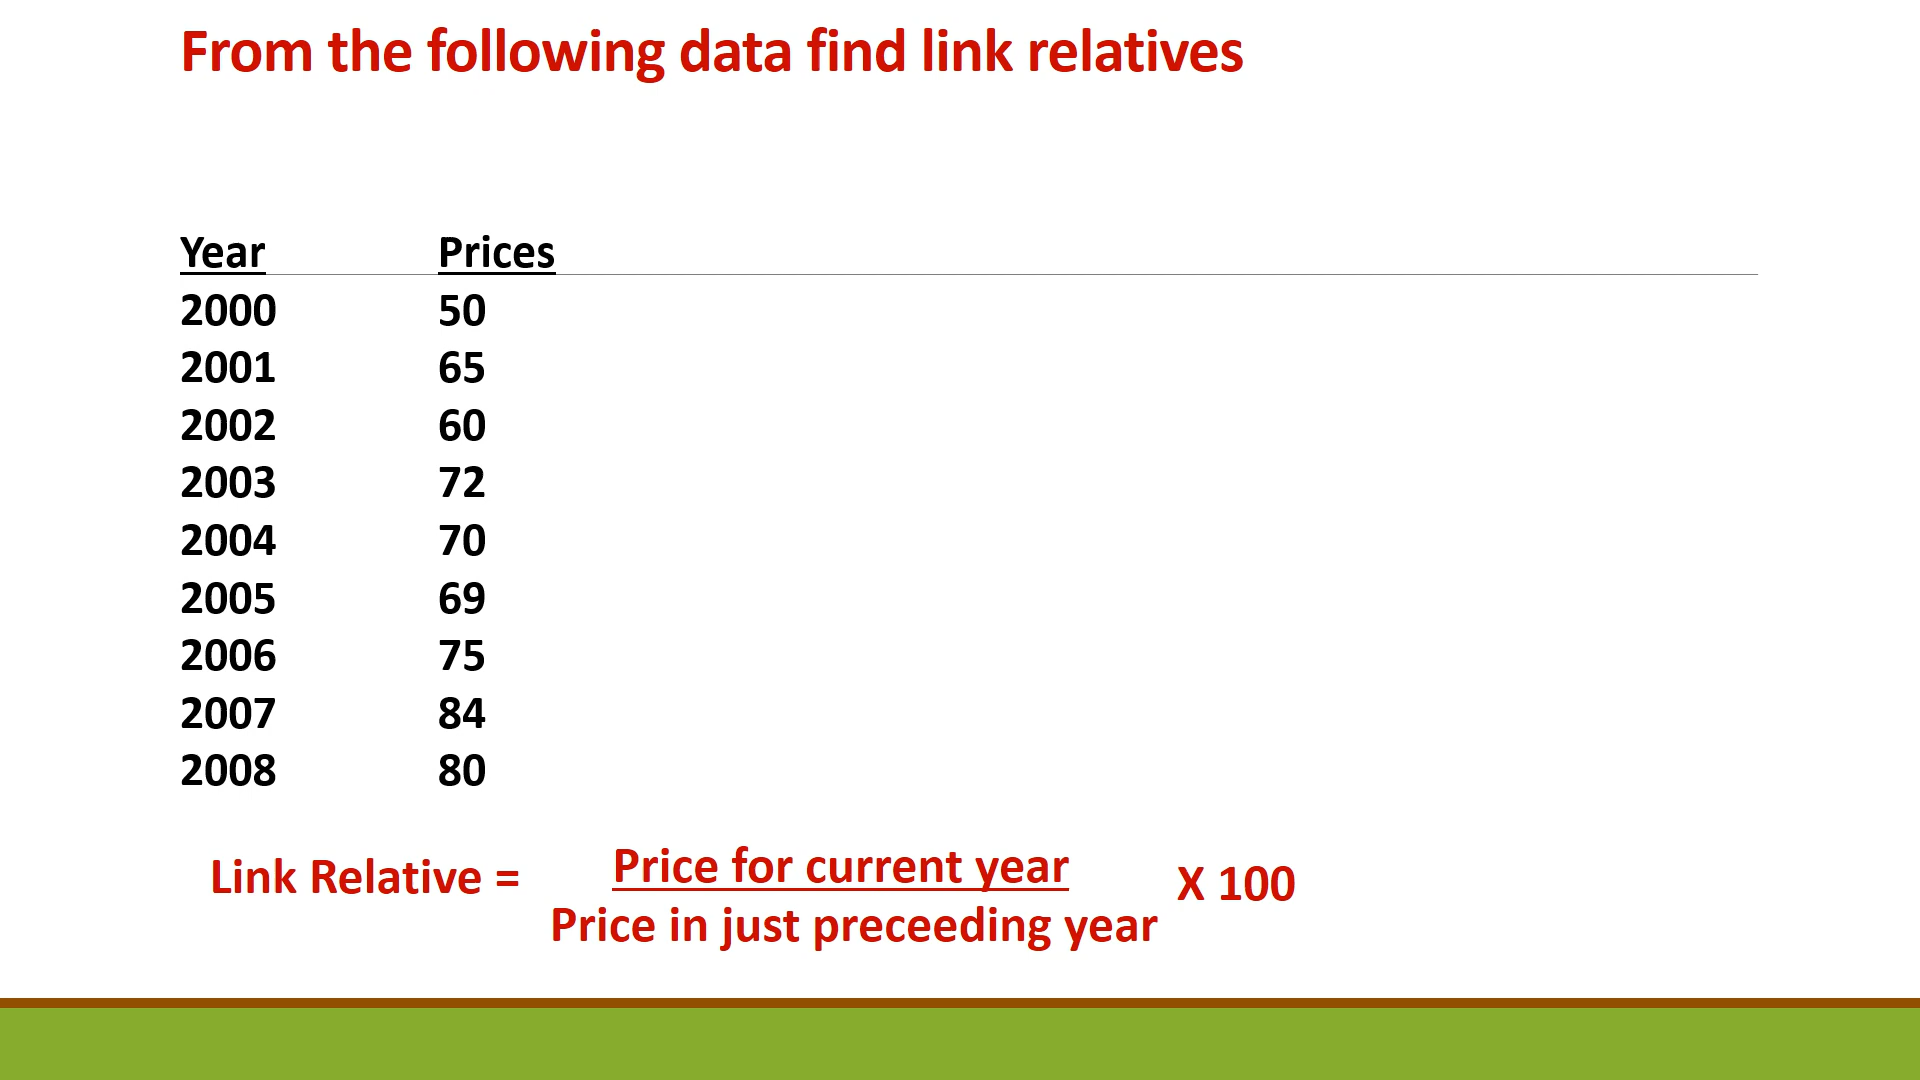 From the following data find link relatives
Year Prices
2000 50
2001 65
2002 60
2003 72
2004 70
2005 69
2006 75
2007 84
2008 80
Link Relative = Price for current year X 100
Price in just preceeding year